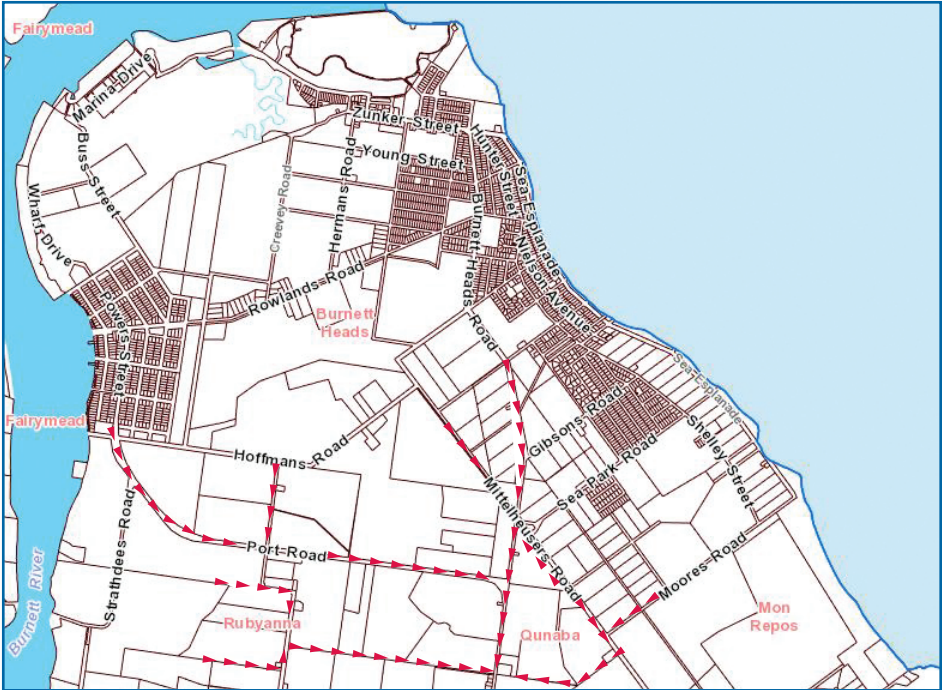 Fairymead
Marina Drive
Zunker Street
Buss Street
Young Street
Hunter Street
Sea Esplanade
Hermans Road
Creevey Road
Wharf Drive
Burnett Heads Road
Nielson Avenue
Rowlands Road
Powers Street
Burnett
Heads
Sea Esplanade
Fairymead
Gibsons Road
Shelley Street
Hoffmans Road
Sea Park Road
Mittelheusers Road
Strathdees Road
Port Road
Moores Road
Burnett River
Rubyanna
Qunaba
Mon
Repos